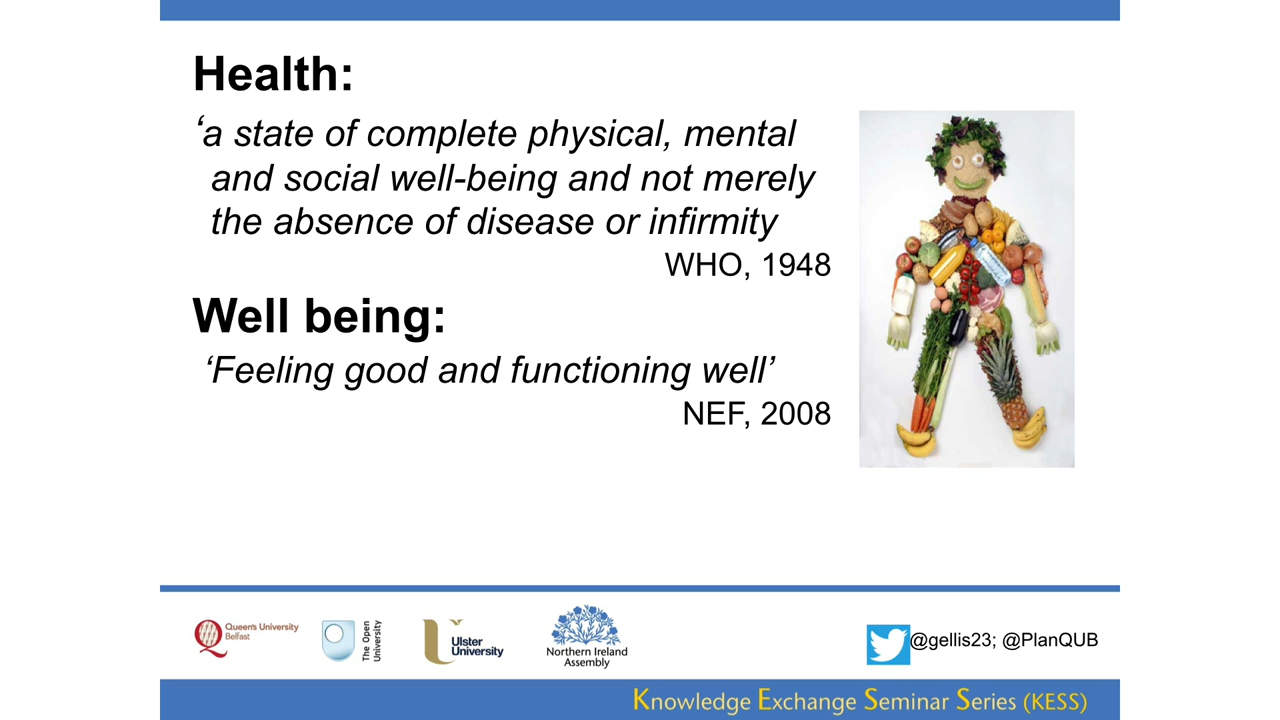 Health:
‘a state of complete physical, mental
and social well-being and not merely
the absence of disease or infirmity
WHO, 1948
Well being:
‘Feeling good and functioning well’
NEF, 2008
Queen's University
Belfast
The Open
University
Ulster
University
Northern Ireland
Assembly
@gellis23; @PlanQUB
Knowledge Exchange Seminar Series (KESS)